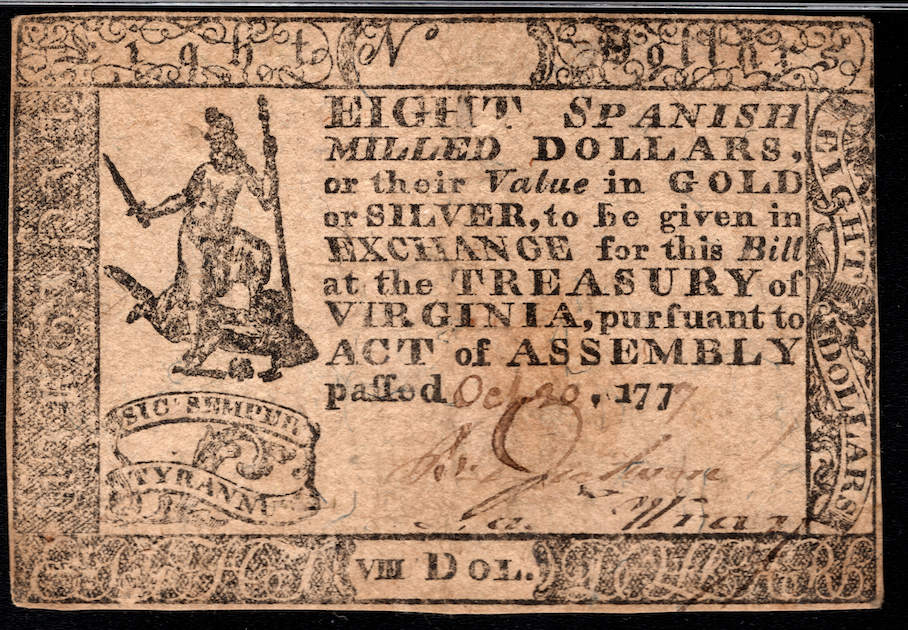 Eight
No
Dollars
EIGHT SPANISH
MILLED DOLLARS,
or their Value in GOLD
or SILVER, to be given in
EXCHANGE for this Bill
at the TREASURY of
VIRGINIA, purſuant to
ACT of ASSEMBLY
paſſed Oct. 20, 1777
EIGHT DOLLARS
SIC SEMPER
TYRANNUS
VIII DOL.